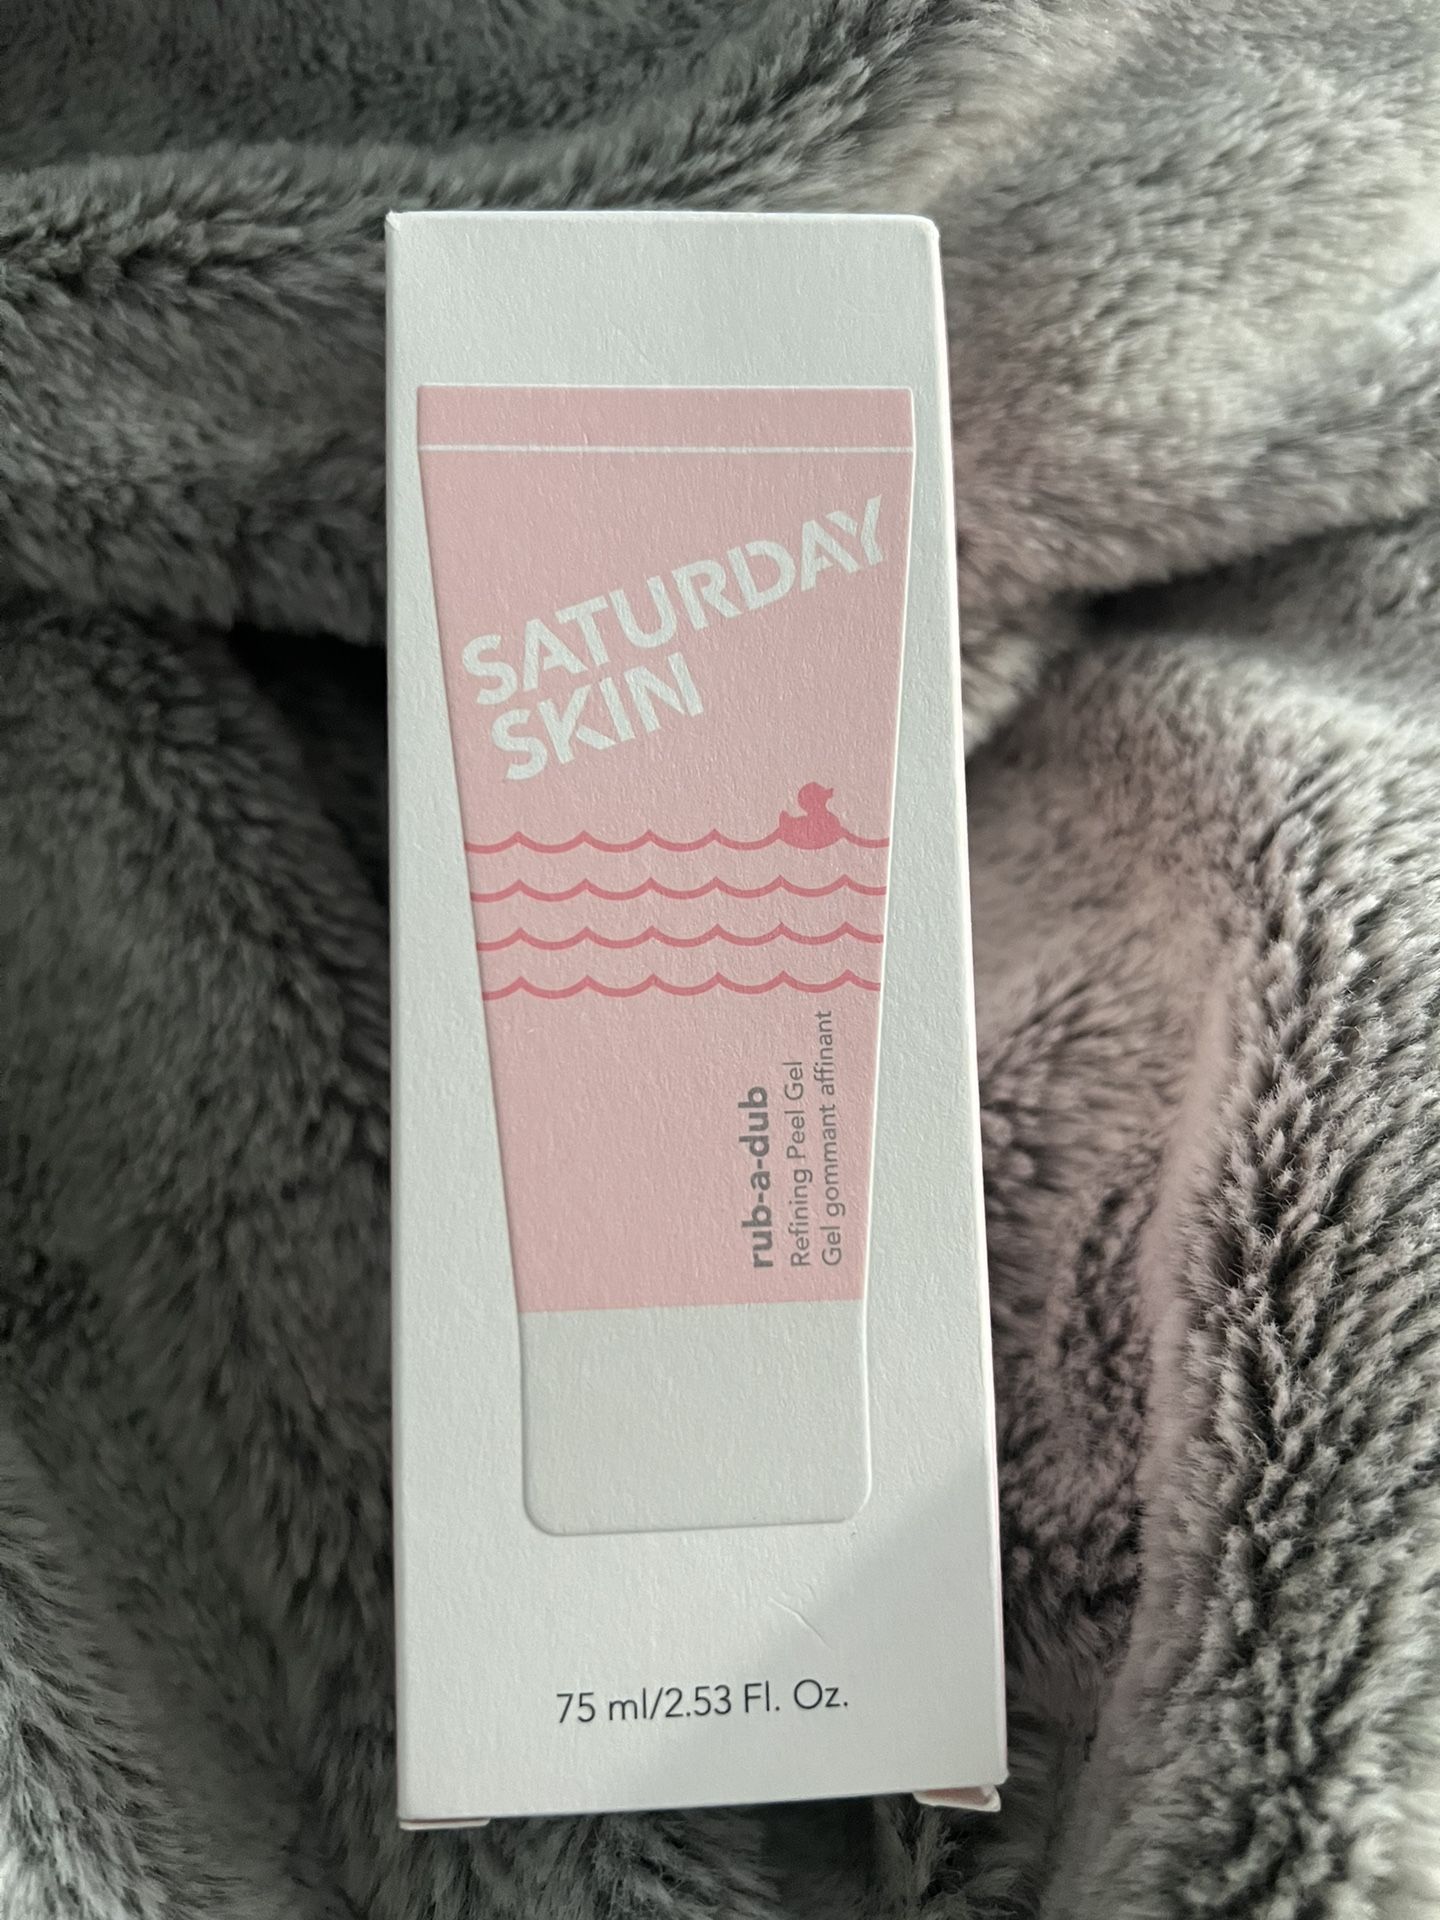 SATURDAY
SKIN
rub-a-dub
Refining Peel Gel
Gel gommant affinant
75 ml/2.53 Fl. Oz.